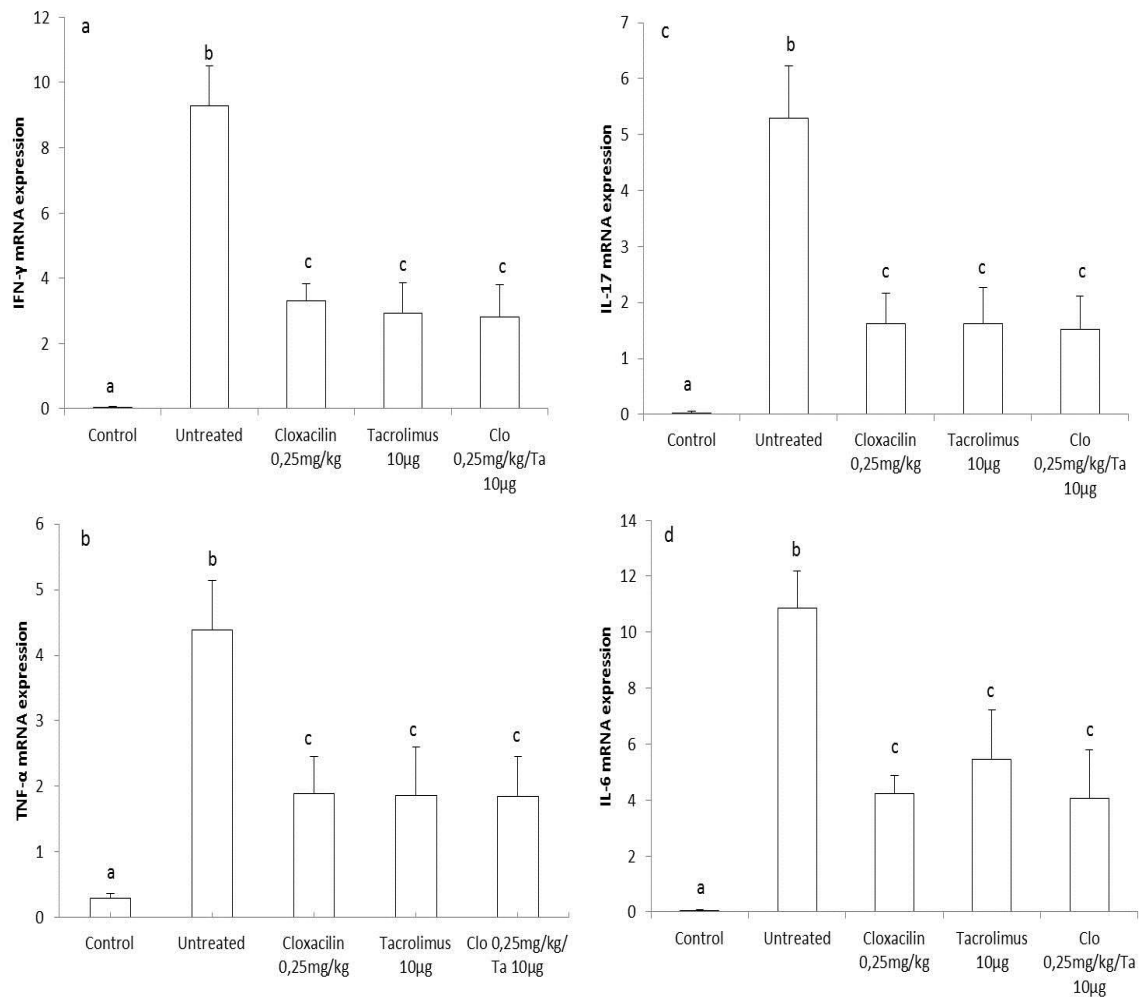 a
IFN-γ mRNA expression
12
10
8
6
4
2
0
a
b
c
c
c
Control
Untreated
Cloxacilin
0,25mg/kg
Tacrolimus
10µg
Clo
0,25mg/kg/Ta
10µg
c
IL-17 mRNA expression
7
6
5
4
3
2
1
0
a
b
c
c
c
Control
Untreated
Cloxacilin
0,25mg/kg
Tacrolimus
10µg
Clo
0,25mg/kg/Ta
10µg
b
TNF-α mRNA expression
6
5
4
3
2
1
0
a
b
c
c
c
Control
Untreated
Cloxacilin
0,25mg/kg
Tacrolimus
10µg
Clo 0,25mg/kg/
Ta 10µg
d
IL-6 mRNA expression
14
12
10
8
6
4
2
0
a
b
c
c
c
Control
Untreated
Cloxacilin
0,25mg/kg
Tacrolimus
10µg
Clo
0,25mg/kg/Ta
10µg